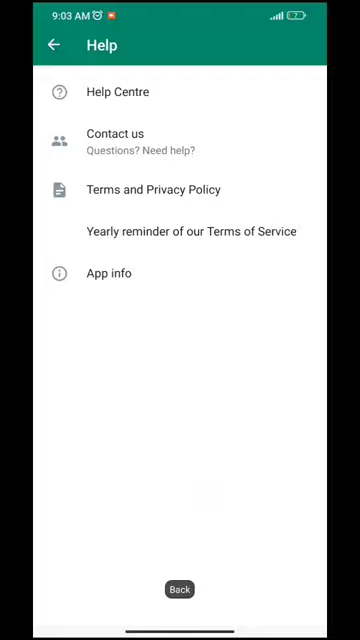 9:03 AM
7
Help
Help Centre
Contact us
Questions? Need help?
Terms and Privacy Policy
Yearly reminder of our Terms of Service
App info
Back